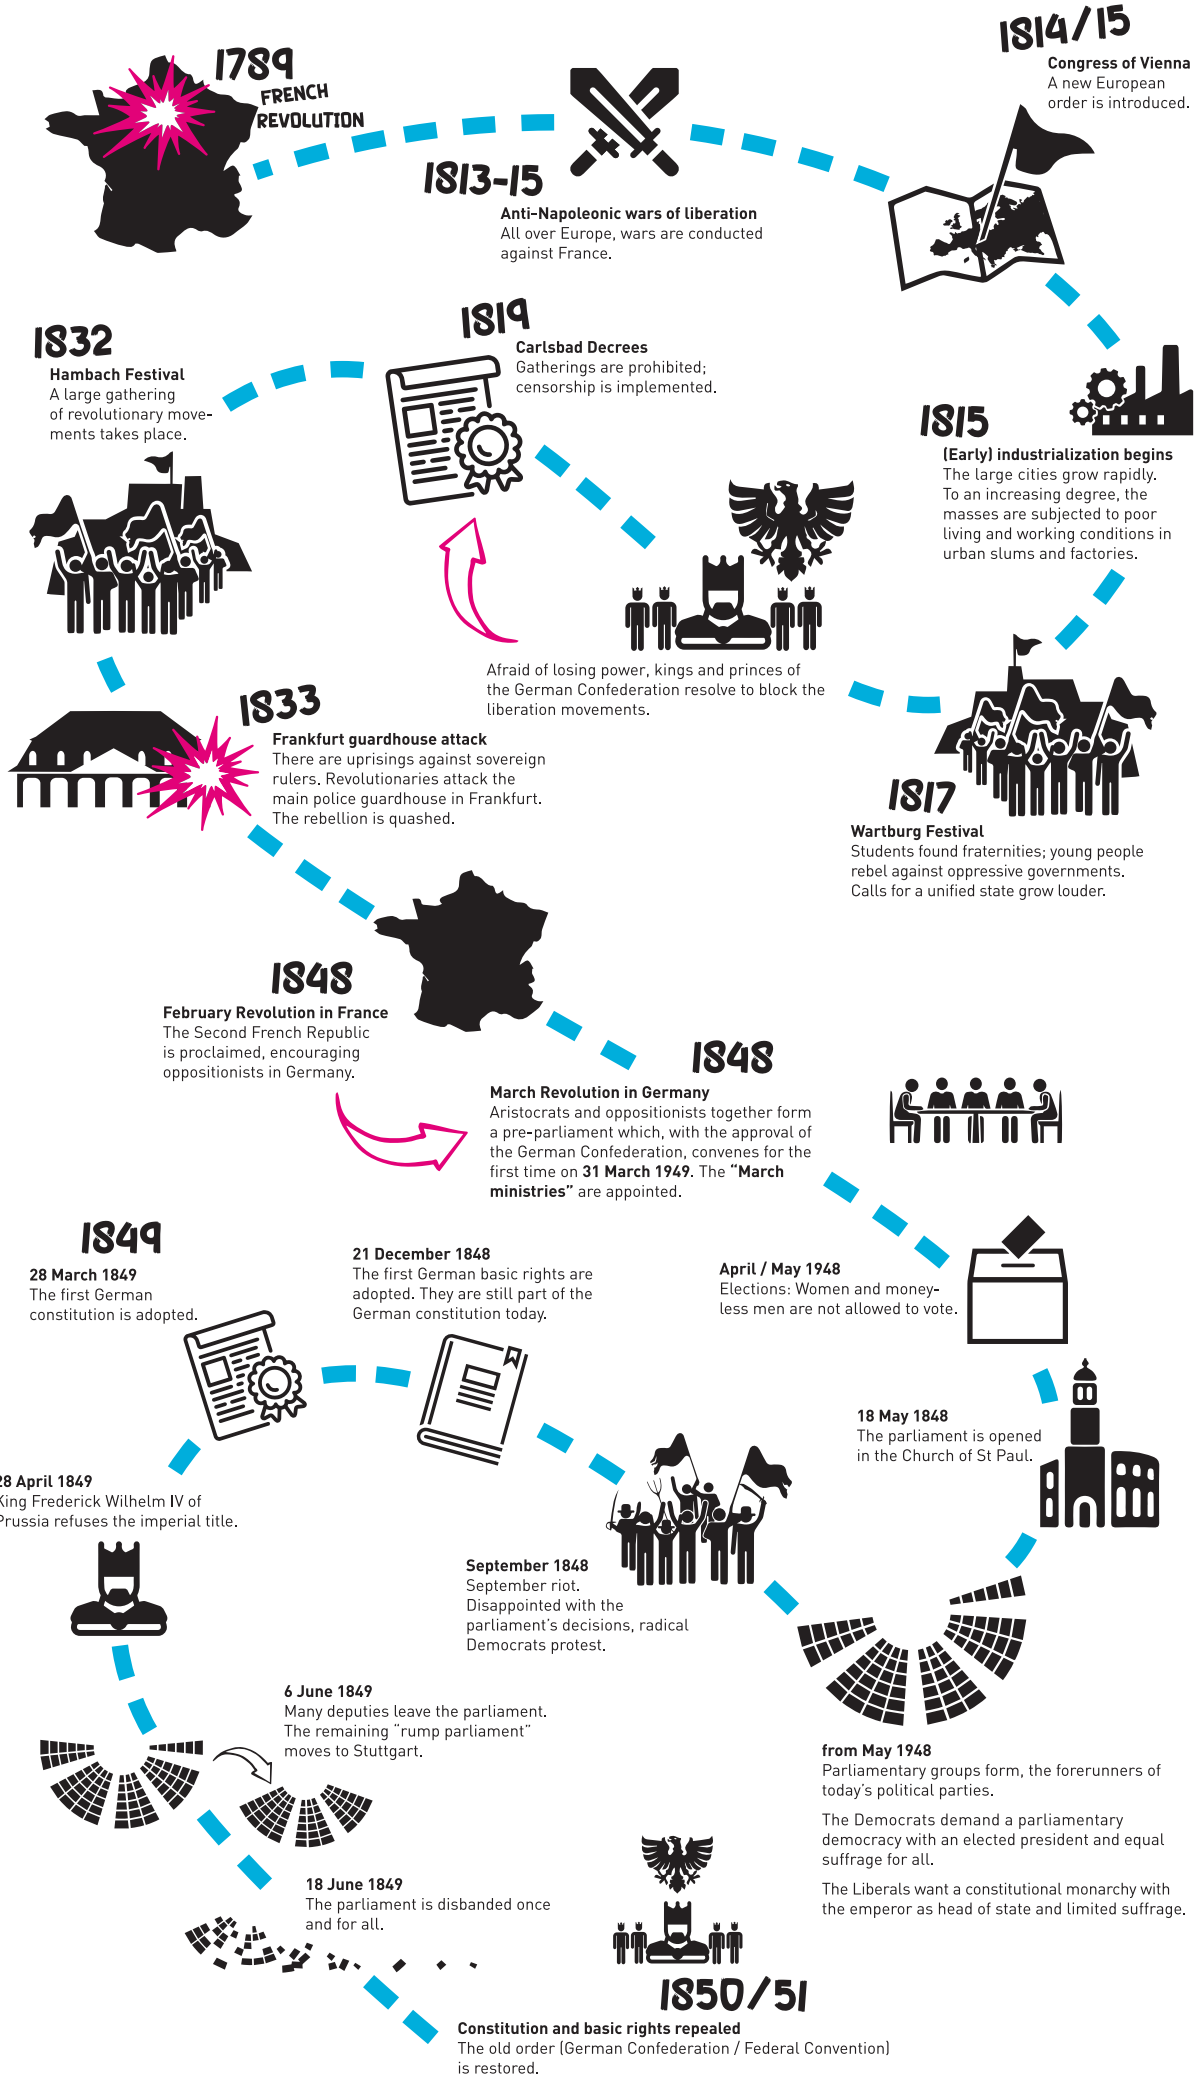 1789
FRENCH
REVOLUTION
1813-15
Anti-Napoleonic wars of liberation
All over Europe, wars are conducted
against France.
1814/15
Congress of Vienna
A new European
order is introduced.
1815
(Early) industrialization begins
The large cities grow rapidly.
To an increasing degree, the
masses are subjected to poor
living and working conditions in
urban slums and factories.
1817
Wartburg Festival
Students found fraternities; young people
rebel against oppressive governments.
Calls for a unified state grow louder.
Afraid of losing power, kings and princes of
the German Confederation resolve to block the
liberation movements.
1819
Carlsbad Decrees
Gatherings are prohibited;
censorship is implemented.
1832
Hambach Festival
A large gathering
of revolutionary move-
ments takes place.
1833
Frankfurt guardhouse attack
There are uprisings against sovereign
rulers. Revolutionaries attack the
main police guardhouse in Frankfurt.
The rebellion is quashed.
1848
February Revolution in France
The Second French Republic
is proclaimed, encouraging
oppositionists in Germany.
1848
March Revolution in Germany
Aristocrats and oppositionists together form
a pre-parliament which, with the approval of
the German Confederation, convenes for the
first time on 31 March 1949. The “March
ministries” are appointed.
April / May 1948
Elections: Women and money-
less men are not allowed to vote.
18 May 1848
The parliament is opened
in the Church of St Paul.
from May 1948
Parliamentary groups form, the forerunners of
today’s political parties.
The Democrats demand a parliamentary
democracy with an elected president and equal
suffrage for all.
The Liberals want a constitutional monarchy with
the emperor as head of state and limited suffrage.
September 1848
September riot.
Disappointed with the
parliament’s decisions, radical
Democrats protest.
21 December 1848
The first German basic rights are
adopted. They are still part of the
German constitution today.
1849
28 March 1849
The first German
constitution is adopted.
28 April 1849
King Frederick Wilhelm IV of
Prussia refuses the imperial title.
6 June 1849
Many deputies leave the parliament.
The remaining “rump parliament”
moves to Stuttgart.
18 June 1849
The parliament is disbanded once
and for all.
1850/51
Constitution and basic rights repealed
The old order (German Confederation / Federal Convention)
is restored.